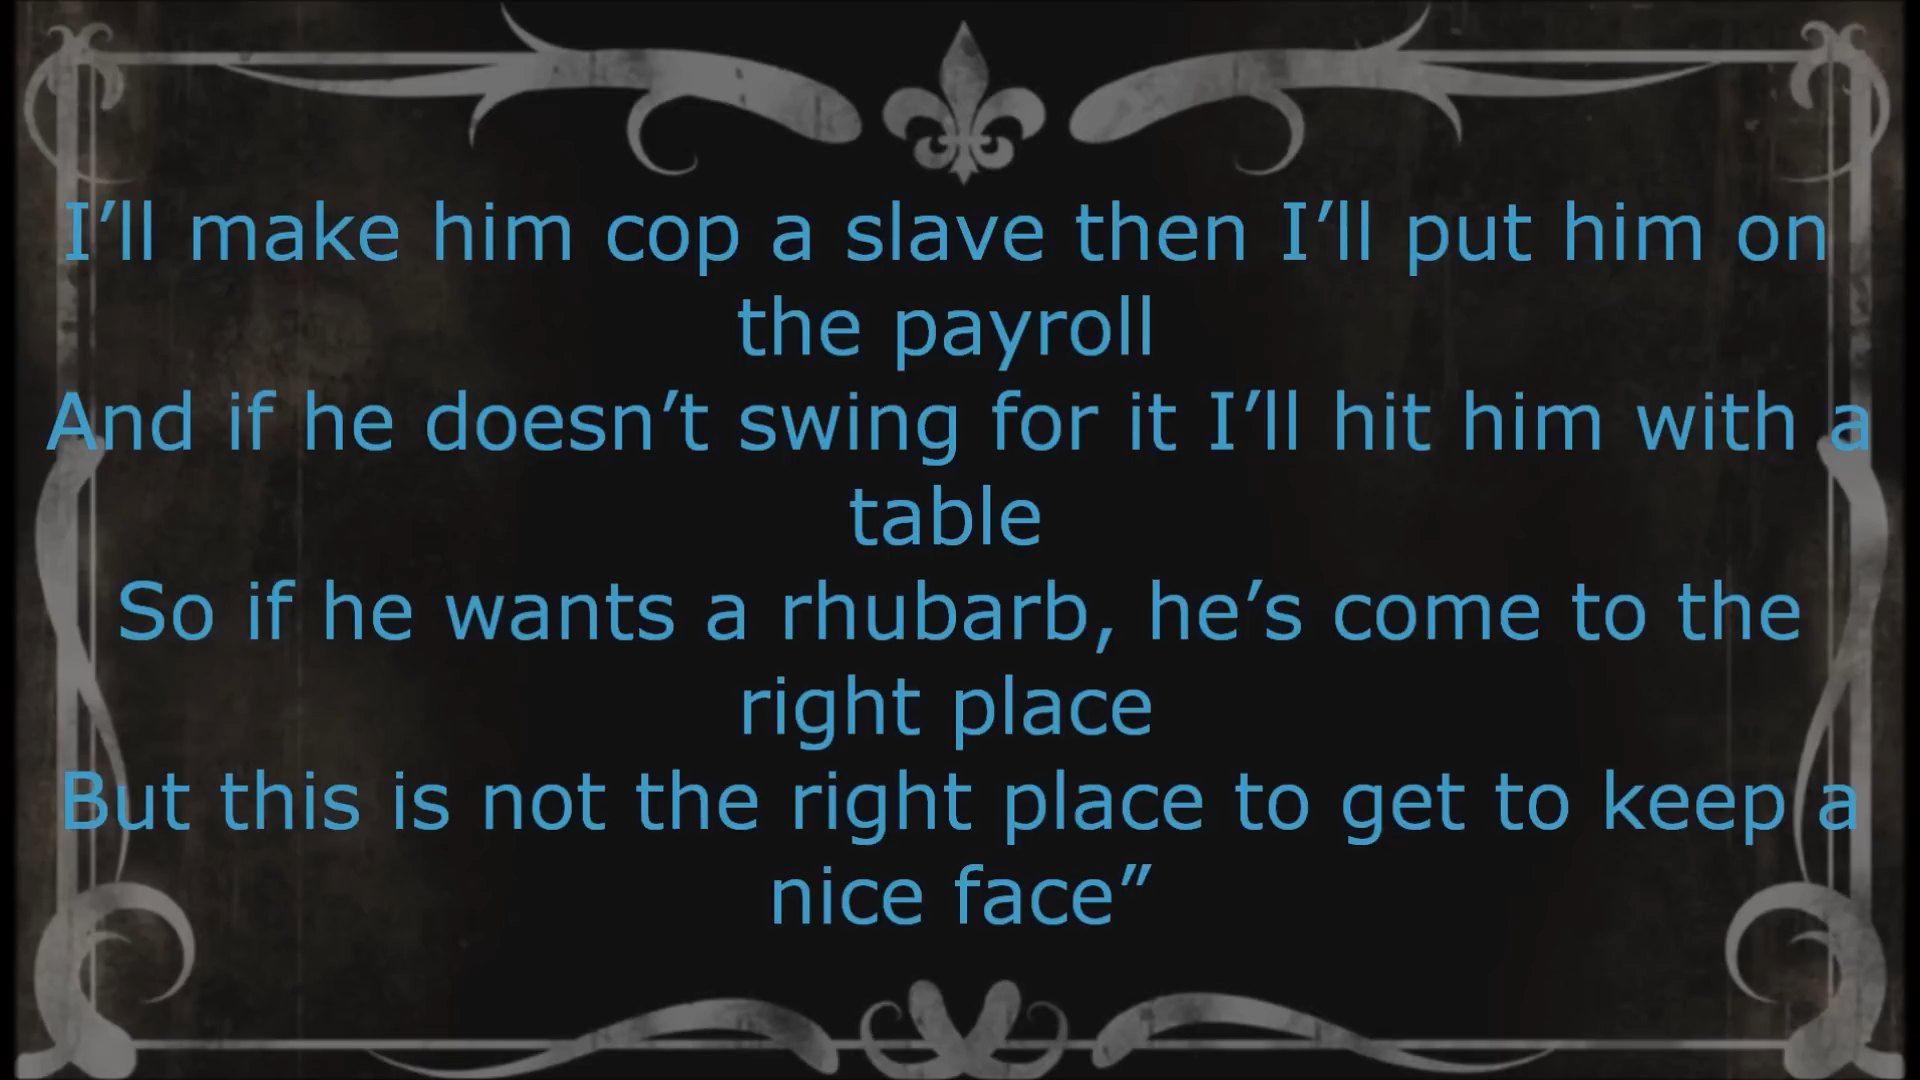 I’ll make him cop a slave then I’ll put him on
the payroll
And if he doesn’t swing for it I’ll hit him with a
table
So if he wants a rhubarb, he’s come to the
right place
But this is not the right place to get to keep a
nice face”